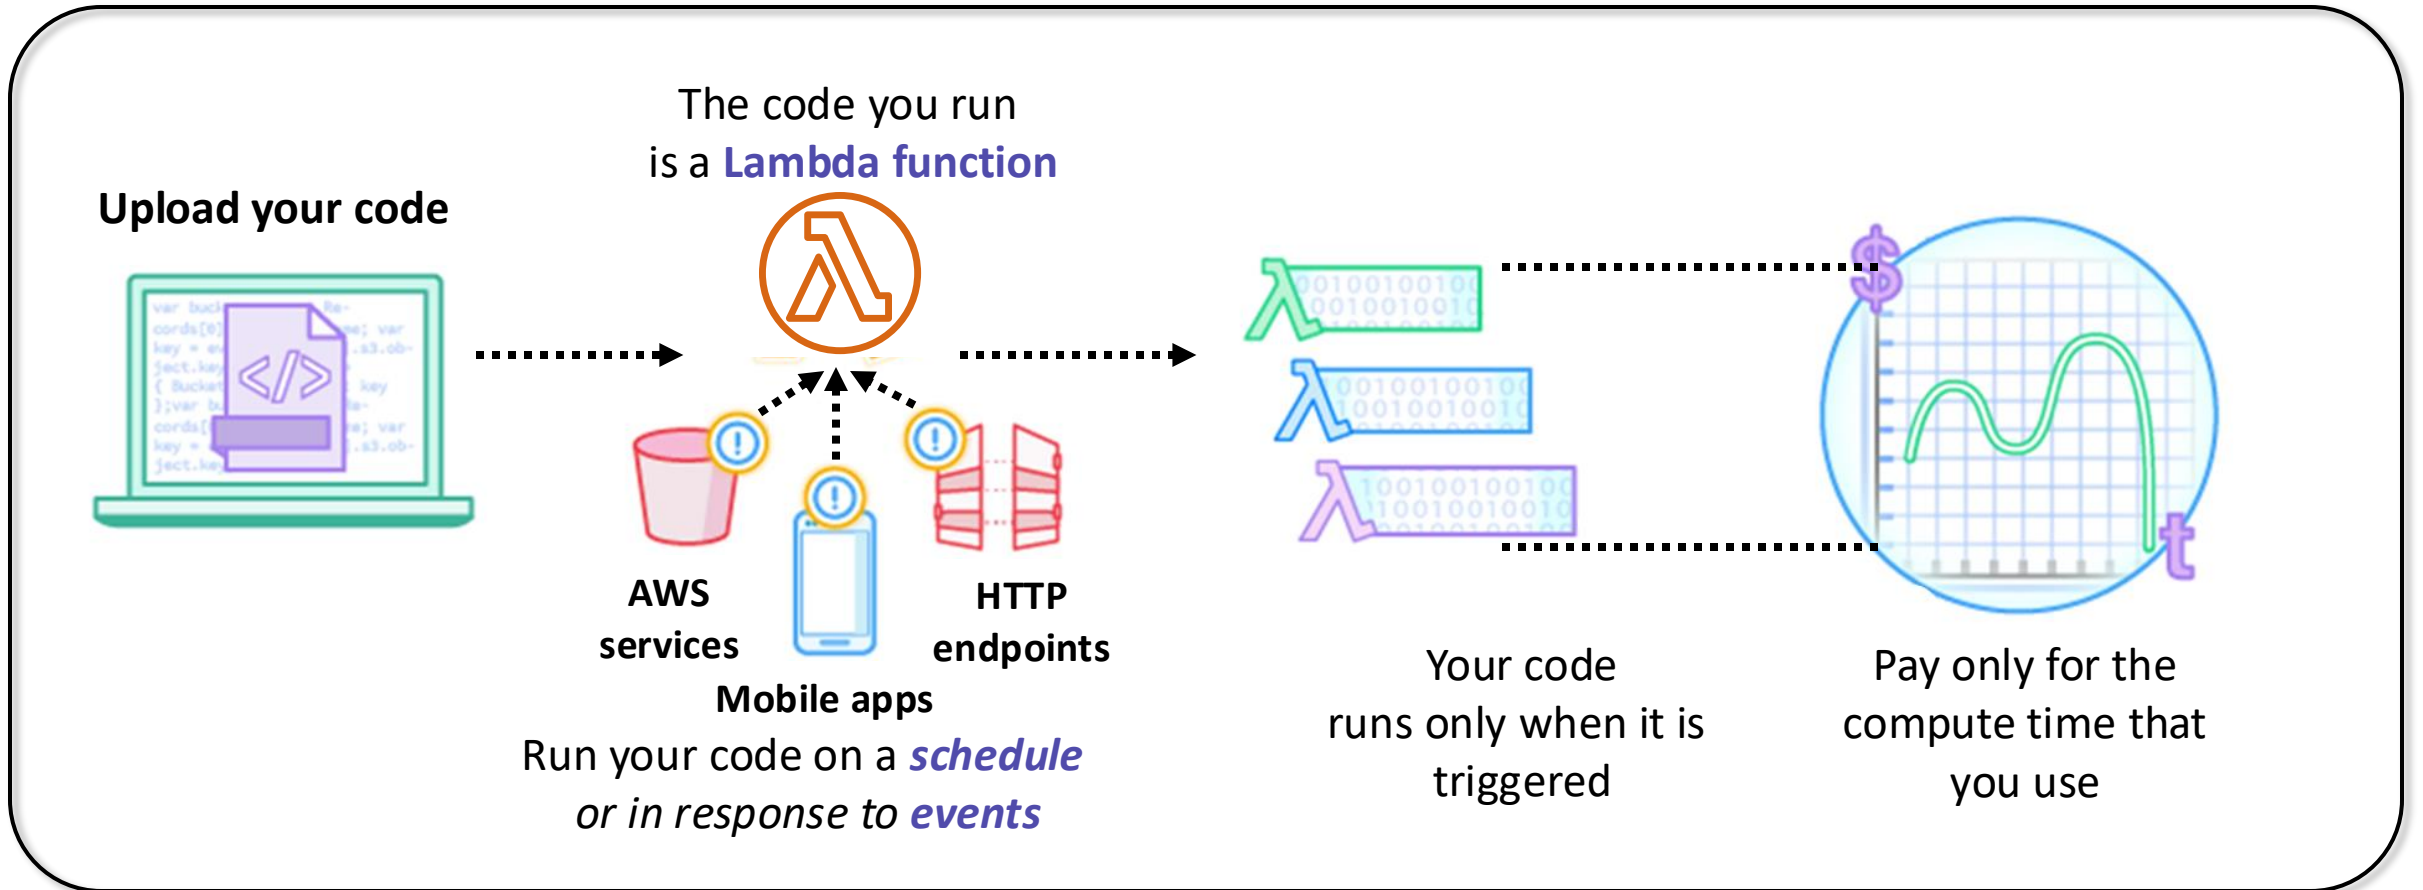 The code you run
is a Lambda function
Upload your code
AWS
services
HTTP
endpoints
Mobile apps
Run your code on a schedule
or in response to events
Your code
runs only when it is
triggered
$
t
Pay only for the
compute time that
you use